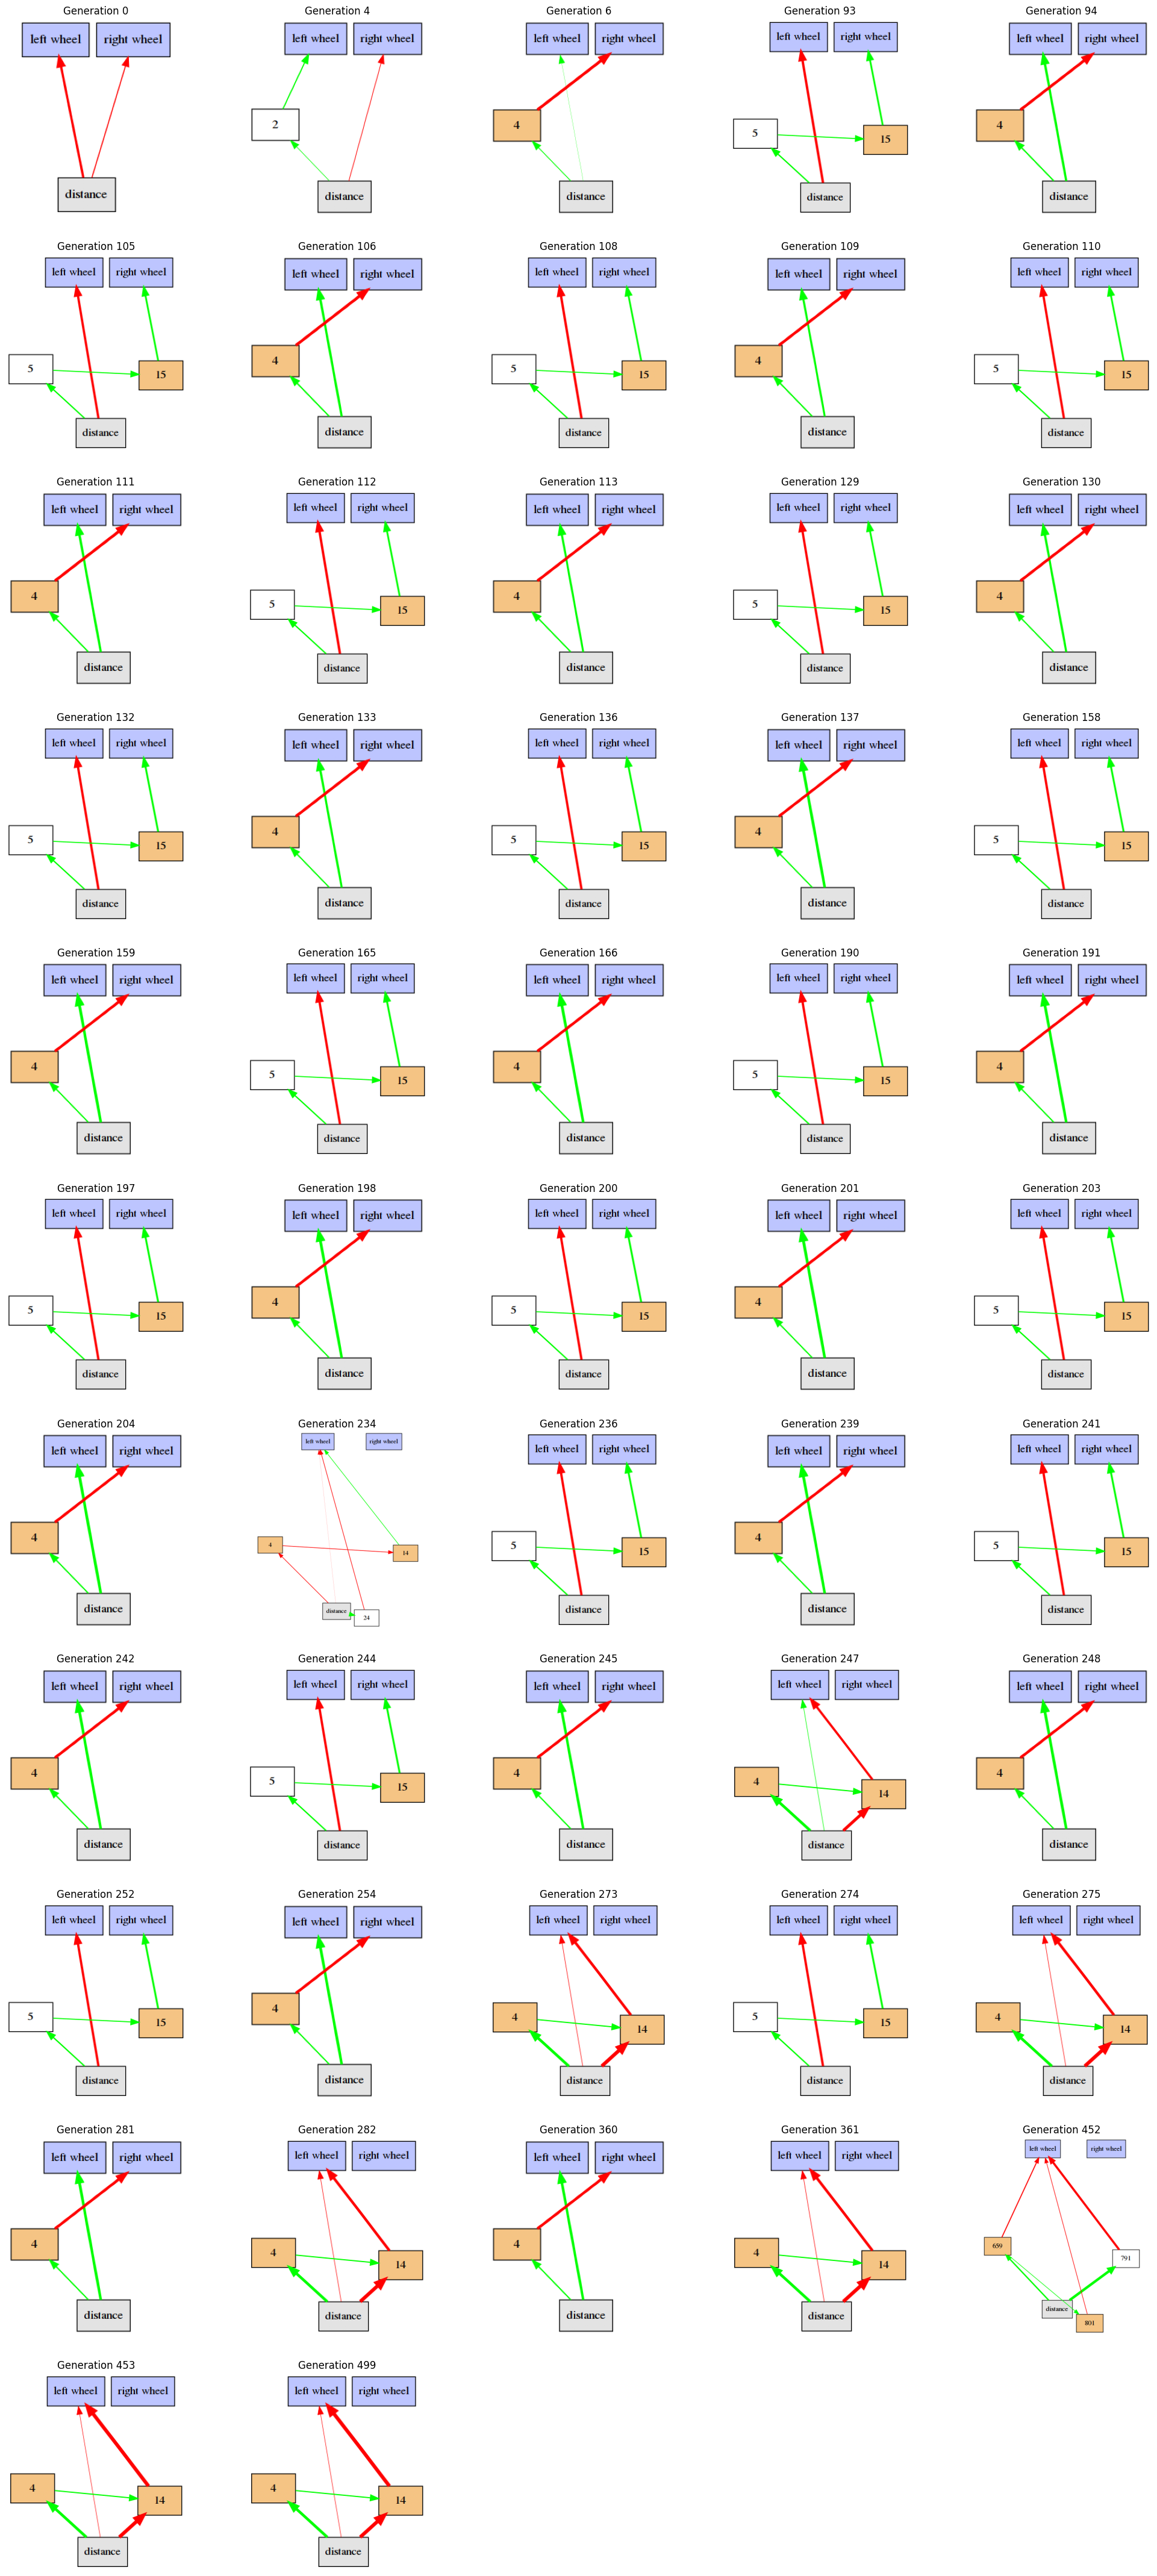 Generation 0 Generation 4 Generation 6 Generation 93 Generation 94
left wheel right wheel left wheel right wheel left wheel right wheel left wheel right wheel left wheel right wheel
2 4 5 15 4
distance distance distance distance distance
Generation 105 Generation 106 Generation 108 Generation 109 Generation 110
left wheel right wheel left wheel right wheel left wheel right wheel left wheel right wheel left wheel right wheel
5 15 4 5 15 4 5 15
distance distance distance distance distance
Generation 111 Generation 112 Generation 113 Generation 129 Generation 130
left wheel right wheel left wheel right wheel left wheel right wheel left wheel right wheel left wheel right wheel
4 5 15 4 5 15 4
distance distance distance distance distance
Generation 132 Generation 133 Generation 136 Generation 137 Generation 158
left wheel right wheel left wheel right wheel left wheel right wheel left wheel right wheel left wheel right wheel
5 15 4 5 15 4 5 15
distance distance distance distance distance
Generation 159 Generation 165 Generation 166 Generation 190 Generation 191
left wheel right wheel left wheel right wheel left wheel right wheel left wheel right wheel left wheel right wheel
4 5 15 4 5 15 4
distance distance distance distance distance
Generation 197 Generation 198 Generation 200 Generation 201 Generation 203
left wheel right wheel left wheel right wheel left wheel right wheel left wheel right wheel left wheel right wheel
5 15 4 5 15 4 5 15
distance distance distance distance distance
Generation 204 Generation 234 Generation 236 Generation 239 Generation 241
left wheel right wheel left wheel right wheel left wheel right wheel left wheel right wheel left wheel right wheel
4 4 14 5 15 4 5 15
distance distance 24 distance distance distance
Generation 242 Generation 244 Generation 245 Generation 247 Generation 248
left wheel right wheel left wheel right wheel left wheel right wheel left wheel right wheel left wheel right wheel
4 5 15 4 4 14 4
distance distance distance distance distance
Generation 252 Generation 254 Generation 273 Generation 274 Generation 275
left wheel right wheel left wheel right wheel left wheel right wheel left wheel right wheel left wheel right wheel
5 15 4 4 14 5 15 4 14
distance distance distance distance distance
Generation 281 Generation 282 Generation 360 Generation 361 Generation 452
left wheel right wheel left wheel right wheel left wheel right wheel left wheel right wheel left wheel right wheel
4 4 14 4 4 14 659 791
distance distance distance distance distance 801
Generation 453 Generation 499
left wheel right wheel left wheel right wheel
4 14 4 14
distance distance